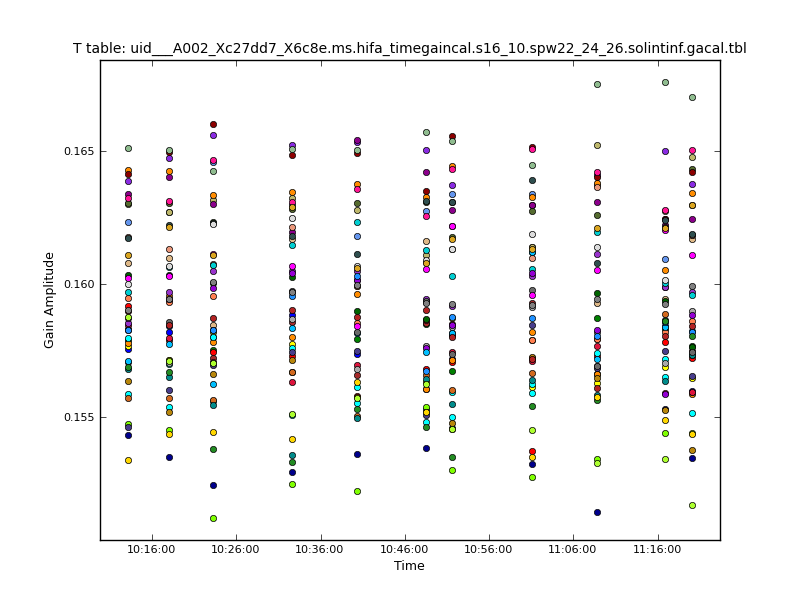 T table: uid___A002_Xc27dd7_X6c8e.ms.hifa_timegaincal.s16_10.spw22_24_26.solintinf.gacal.tbl
Gain Amplitude
0.165
0.160
0.155
10:16:00 10:26:00 10:36:00 10:46:00 10:56:00 11:06:00 11:16:00
Time